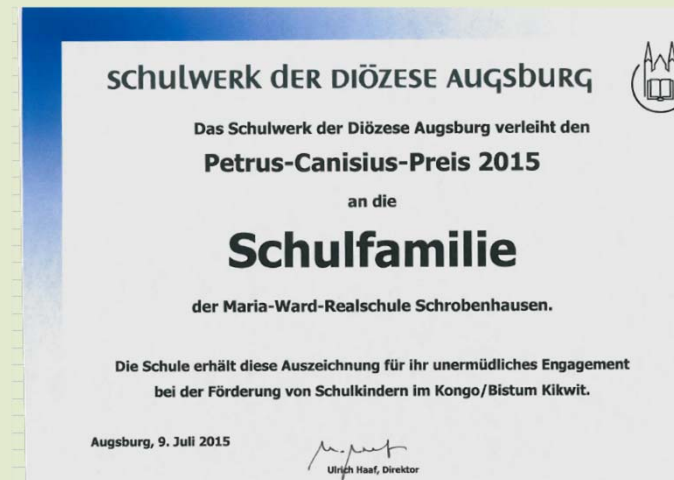 schulwerk der diözese augsburg
Das Schulwerk der Diözese Augsburg verleiht den
Petrus-Canisius-Preis 2015
an die
Schulfamilie
der Maria-Ward-Realschule Schrobenhausen.
Die Schule erhält diese Auszeichnung für ihr unermüdliches Engagement
bei der Förderung von Schulkindern im Kongo/Bistum Kikwit.
Augsburg, 9. Juli 2015
Ulrich Haaf, Direktor